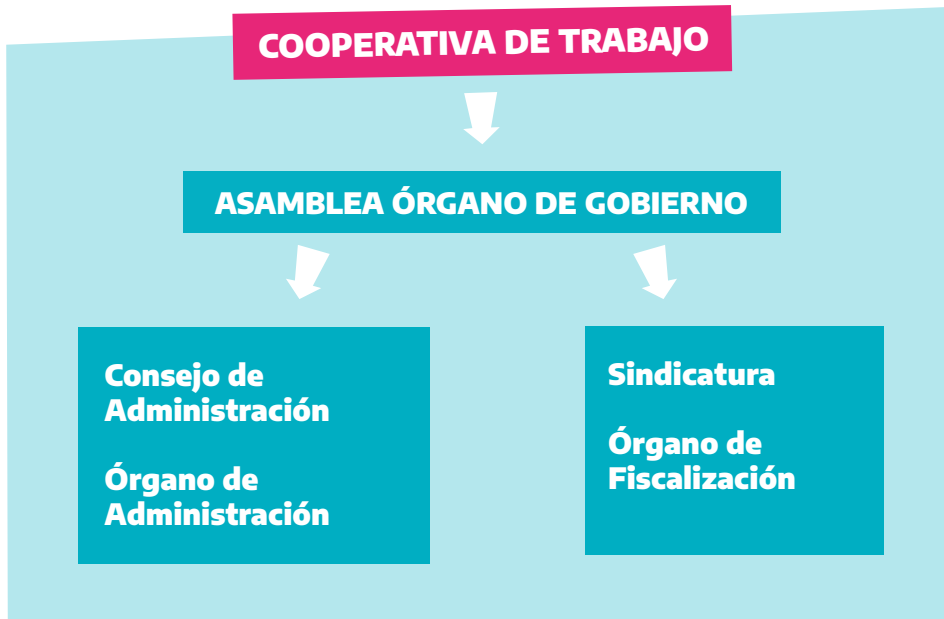 COOPERATIVA DE TRABAJO
ASAMBLEA ÓRGANO DE GOBIERNO
Consejo de
Administración
Órgano de
Administración
Sindicatura
Órgano de
Fiscalización